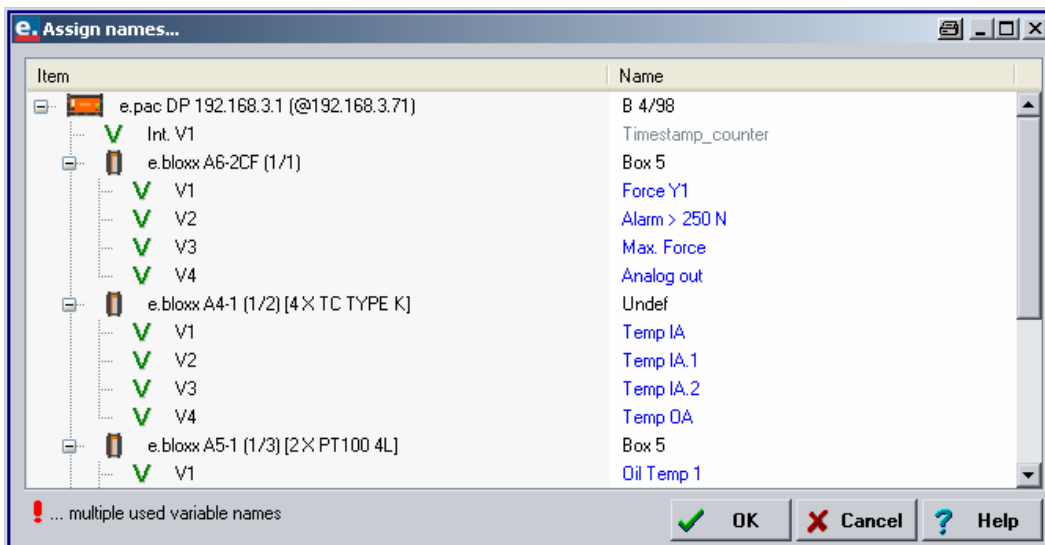 e. Assign names...
Item Name
e.pac DP 192.168.3.1 (@192.168.3.71) B 4/98
V Int. V1 Timestamp_counter
e.bloxx A6-2CF (1/1) Box 5
V V1 Force Y1
V V2 Alarm > 250 N
V V3 Max. Force
V V4 Analog out
e.bloxx A4-1 (1/2) [4 X TC TYPE K] Undef
V V1 Temp IA
V V2 Temp IA.1
V V3 Temp IA.2
V V4 Temp OA
e.bloxx A5-1 (1/3) [2 X PT100 4L] Box 5
V V1 Oil Temp 1
! ... multiple used variable names
OK Cancel ? Help